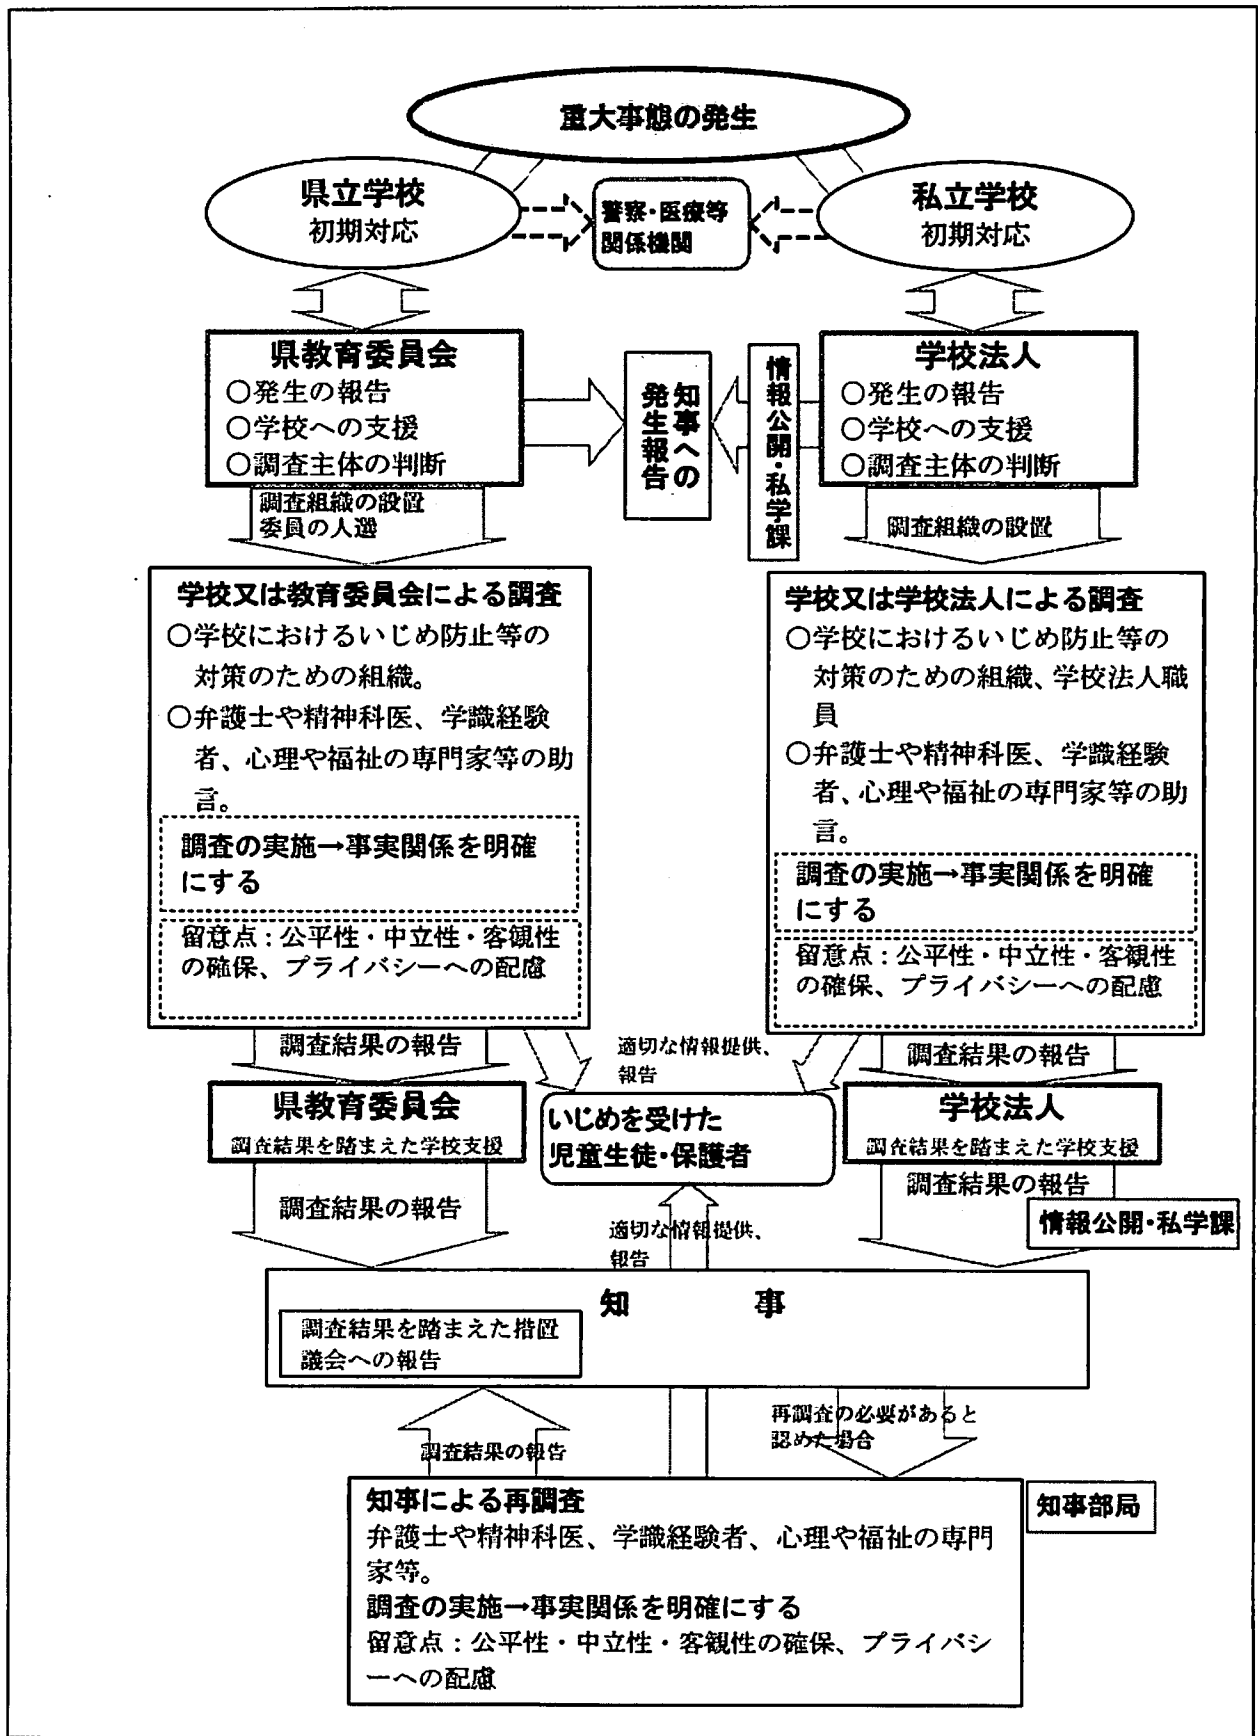 重大事態の発生
県立学校
初期対応
警察・医療等
関係機関
私立学校
初期対応
県教育委員会
○発生の報告
○学校への支援
○調査主体の判断
知事への
発生報告
情報公開・私学課
学校法人
○発生の報告
○学校への支援
○調査主体の判断
調査組織の設置
委員の人選
調査組織の設置
学校又は教育委員会による調査
○学校におけるいじめ防止等の
対策のための組織。
○弁護士や精神科医、学識経験
者、心理や福祉の専門家等の助
言。
調査の実施→事実関係を明確
にする
留意点：公平性・中立性・客観性
の確保、プライバシーへの配慮
学校又は学校法人による調査
○学校におけるいじめ防止等の
対策のための組織、学校法人職
員
○弁護士や精神科医、学識経験
者、心理や福祉の専門家等の助
言。
調査の実施→事実関係を明確
にする
留意点：公平性・中立性・客観性
の確保、プライバシーへの配慮
調査結果の報告
適切な情報提供、
報告
調査結果の報告
県教育委員会
調査結果を踏まえた学校支援
いじめを受けた
児童生徒・保護者
学校法人
調査結果を踏まえた学校支援
調査結果の報告
適切な情報提供、
報告
調査結果の報告
情報公開・私学課
知　事
調査結果を踏まえた措置
議会への報告
調査結果の報告
再調査の必要があると
認めた場合
知事による再調査
弁護士や精神科医、学識経験者、心理や福祉の専門
家等。
調査の実施→事実関係を明確にする
留意点：公平性・中立性・客観性の確保、プライバシ
ーへの配慮
知事部局